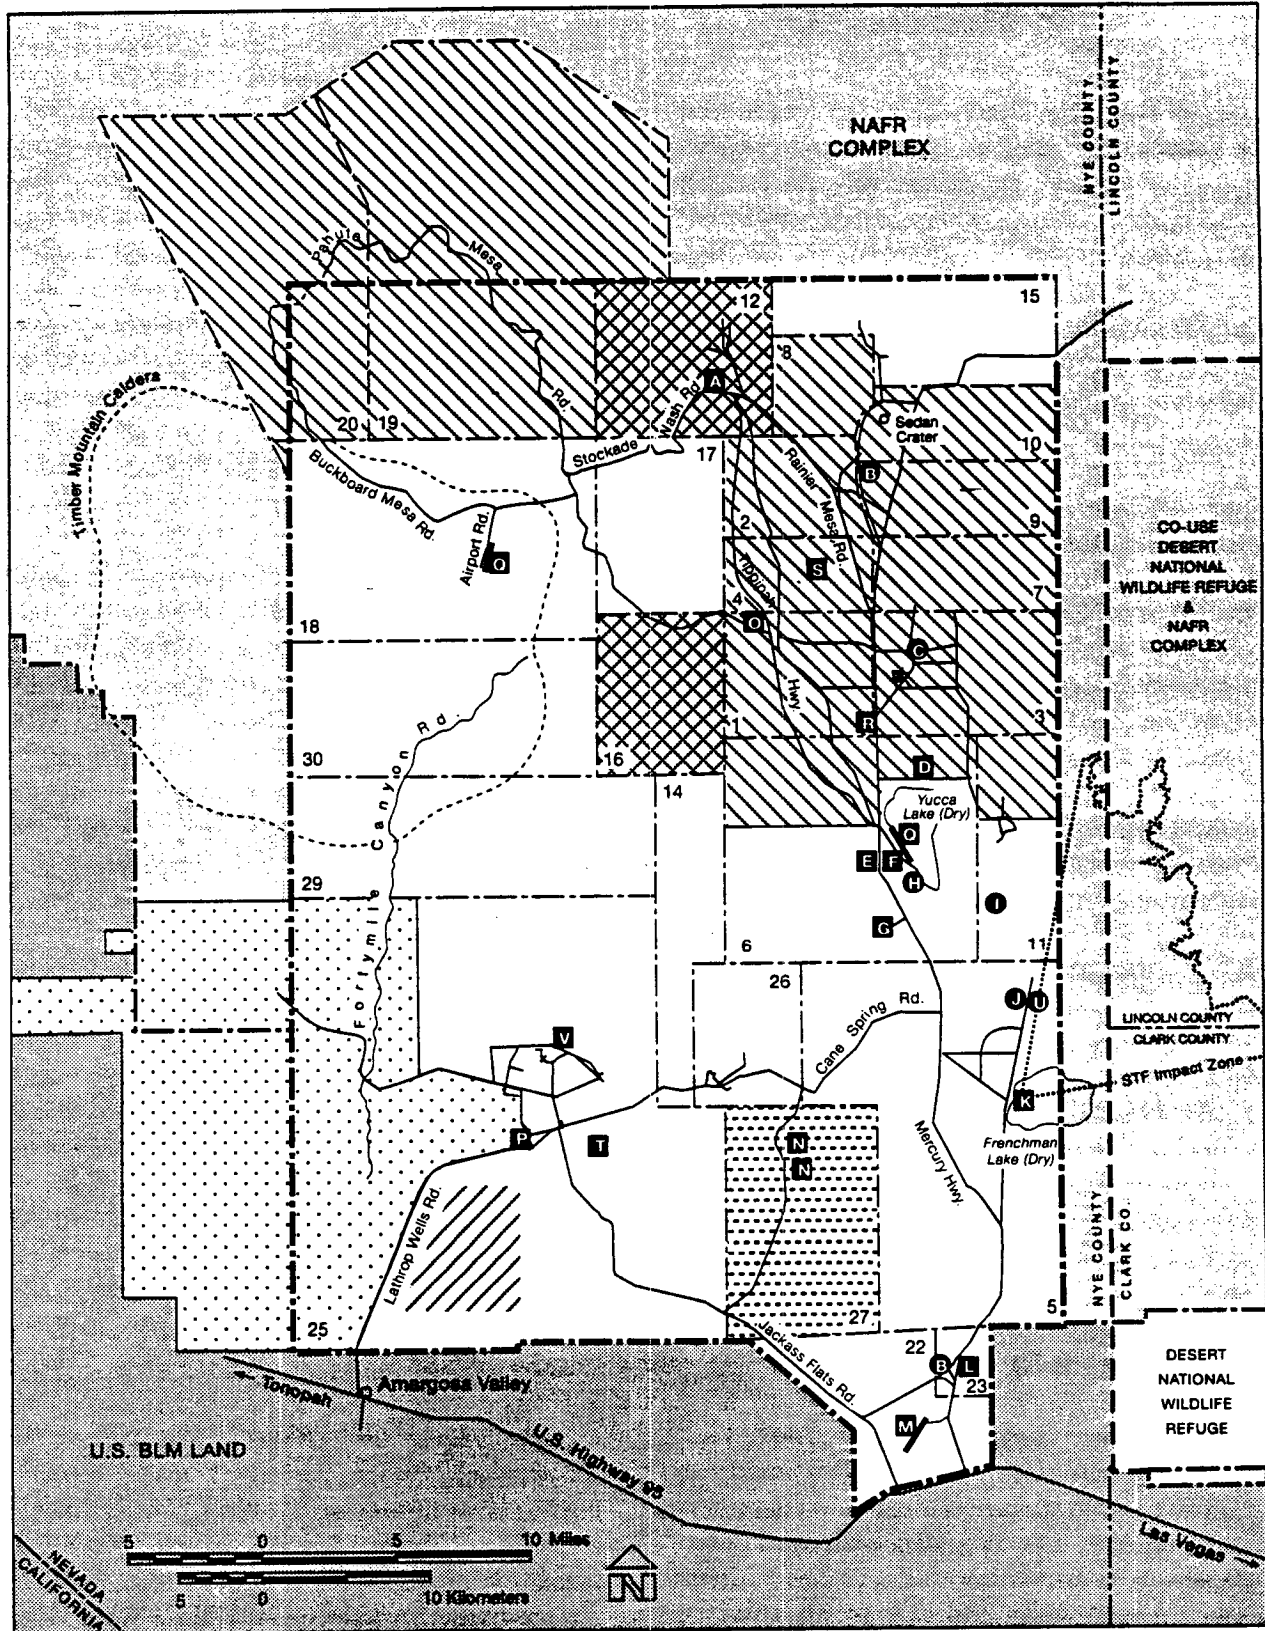 NAFR
COMPLEX
NYE COUNTY
LINCOLN COUNTY
Pahute
Mesa
12
15
8
A
Timber Mountain Caldera
20
19
Rd.
Stockade
Wash Rd.
17
Sedan
Crater
10
Buckboard Mesa Rd.
Rainier
Mesa Rd.
B
2
9
Airport Rd.
Q
S
Tippipah
Hwy.
4
7
O
18
C
CO-USE
DESERT
NATIONAL
WILDLIFE REFUGE
&
NAFR
COMPLEX
R
1
3
30
16
14
D
Fortymile Canyon Rd.
Yucca
Lake (Dry)
Q
E
F
H
29
I
G
6
11
26
J
U
Cane Spring Rd.
LINCOLN COUNTY
CLARK COUNTY
V
STF Impact Zone
K
P
T
N
N
Mercury Hwy.
Frenchman
Lake (Dry)
Lathrop Wells Rd.
NYE COUNTY
CLARK CO.
25
27
5
Jackass Flats Rd.
22
B
L
23
DESERT
NATIONAL
WILDLIFE
REFUGE
Tonopah
Amargosa Valley
M
U.S. BLM LAND
U.S. Highway 95
Las Vegas
5 0 5 10 Miles
5 0 10 Kilometers
N
NEVADA
CALIFORNIA